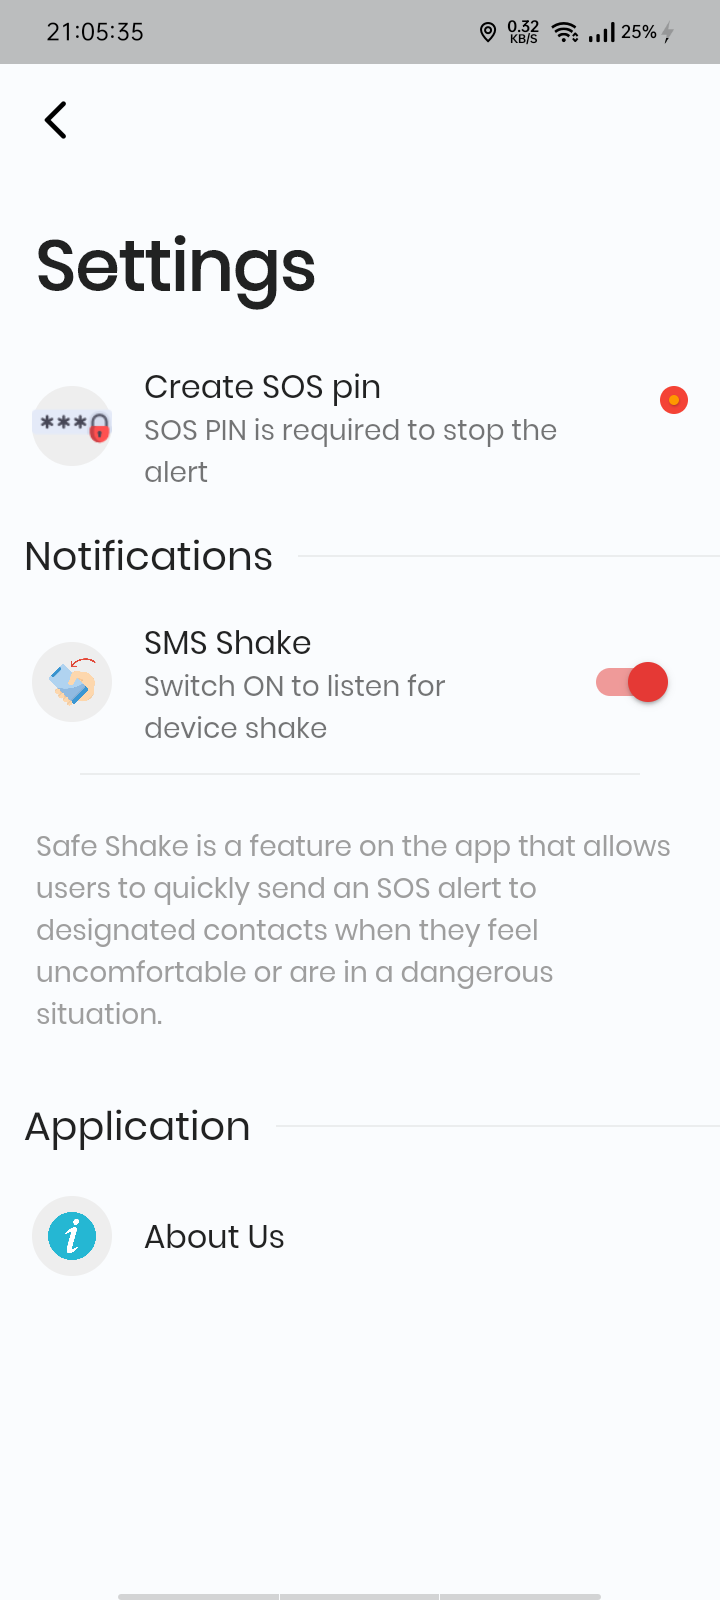 21:05:35
0.32
KB/S
25%
Settings
Create SOS pin
SOS PIN is required to stop the
alert
***
Notifications
SMS Shake
Switch ON to listen for
device shake
Safe Shake is a feature on the app that allows
users to quickly send an SOS alert to
designated contacts when they feel
uncomfortable or are in a dangerous
situation.
Application
i
About Us